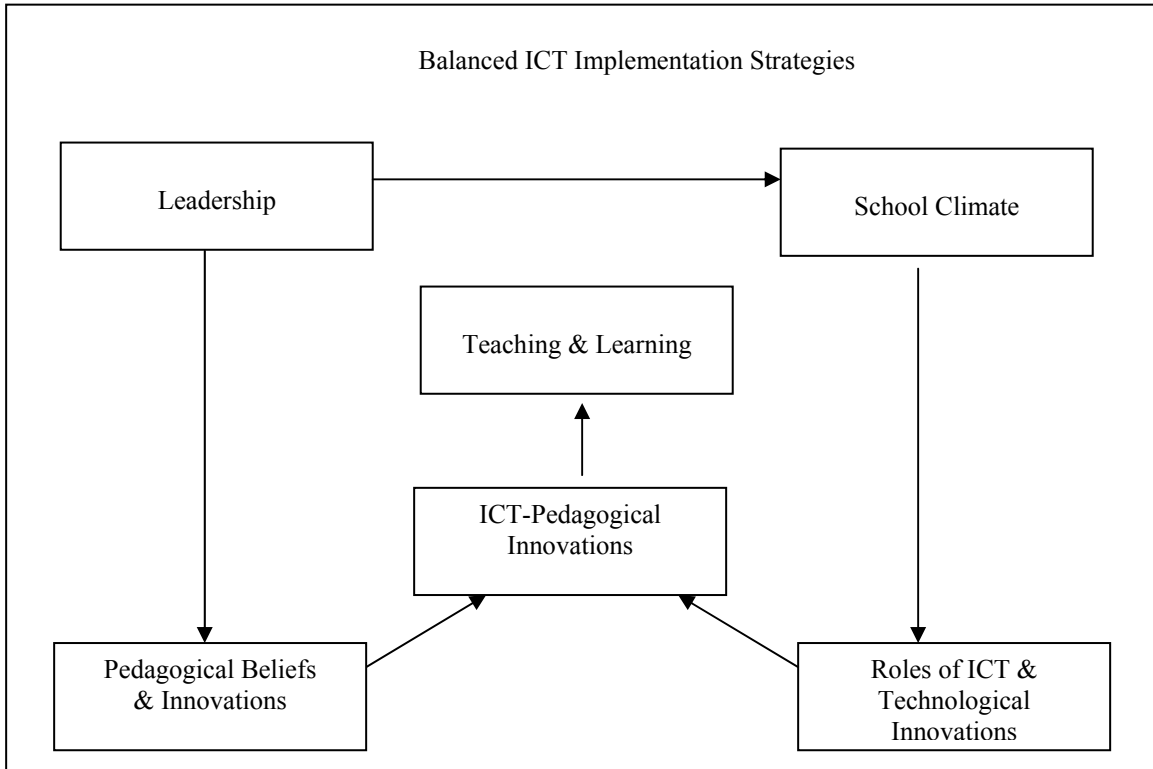 Balanced ICT Implementation Strategies
Leadership
School Climate
Teaching & Learning
ICT-Pedagogical
Innovations
Pedagogical Beliefs
& Innovations
Roles of ICT &
Technological
Innovations